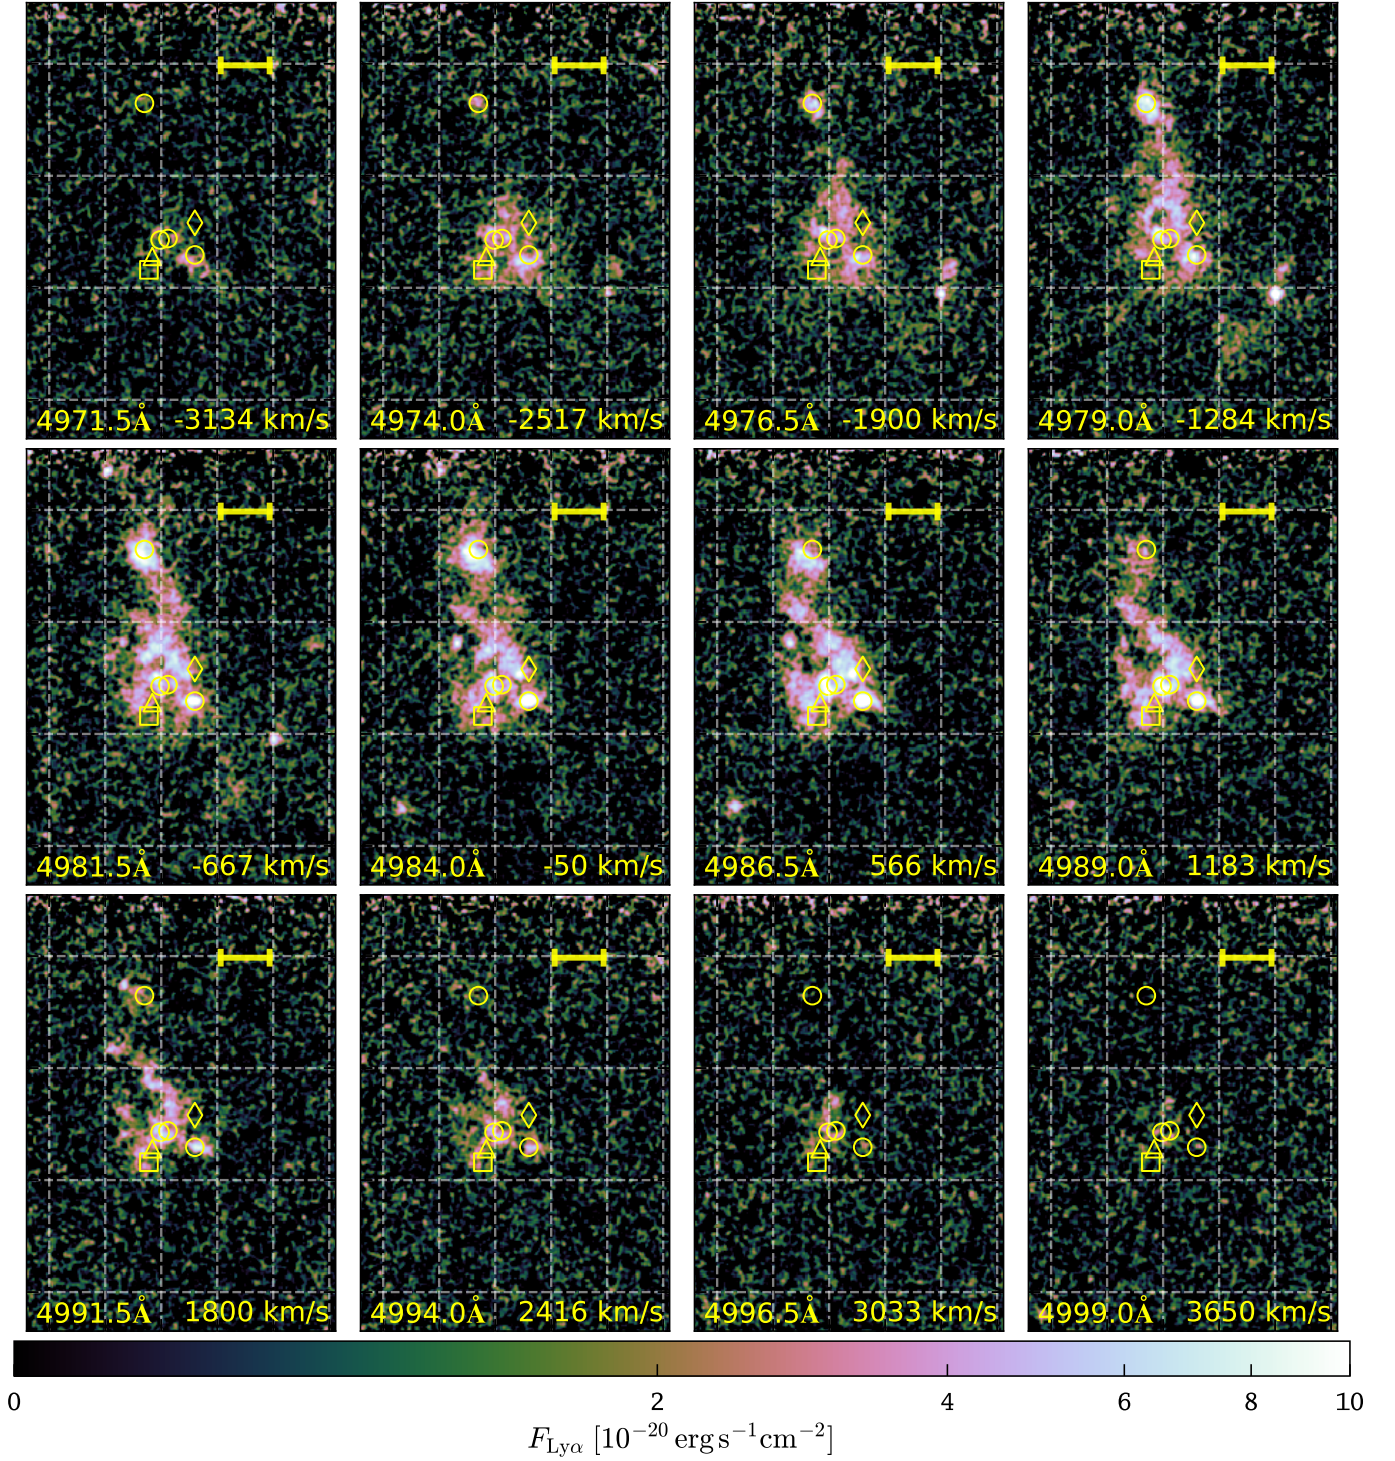 4971.5Å -3134 km/s
4974.0Å -2517 km/s
4976.5Å -1900 km/s
4979.0Å -1284 km/s
4981.5Å -667 km/s
4984.0Å -50 km/s
4986.5Å 566 km/s
4989.0Å 1183 km/s
4991.5Å 1800 km/s
4994.0Å 2416 km/s
4996.5Å 3033 km/s
4999.0Å 3650 km/s
0 2 4 6 8 10
F_Lyα [10⁻²⁰ erg s⁻¹ cm⁻²]